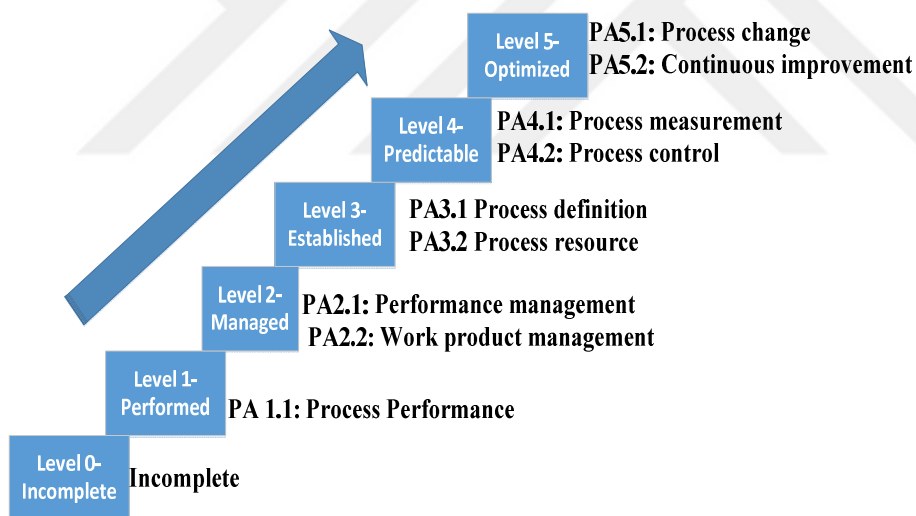 Level 5-
Optimized
PA5.1: Process change
PA5.2: Continuous improvement
Level 4-
Predictable
PA4.1: Process measurement
PA4.2: Process control
Level 3-
Established
PA3.1 Process definition
PA3.2 Process resource
Level 2-
Managed
PA2.1: Performance management
PA2.2: Work product management
Level 1-
Performed
PA 1.1: Process Performance
Level 0-
Incomplete
Incomplete